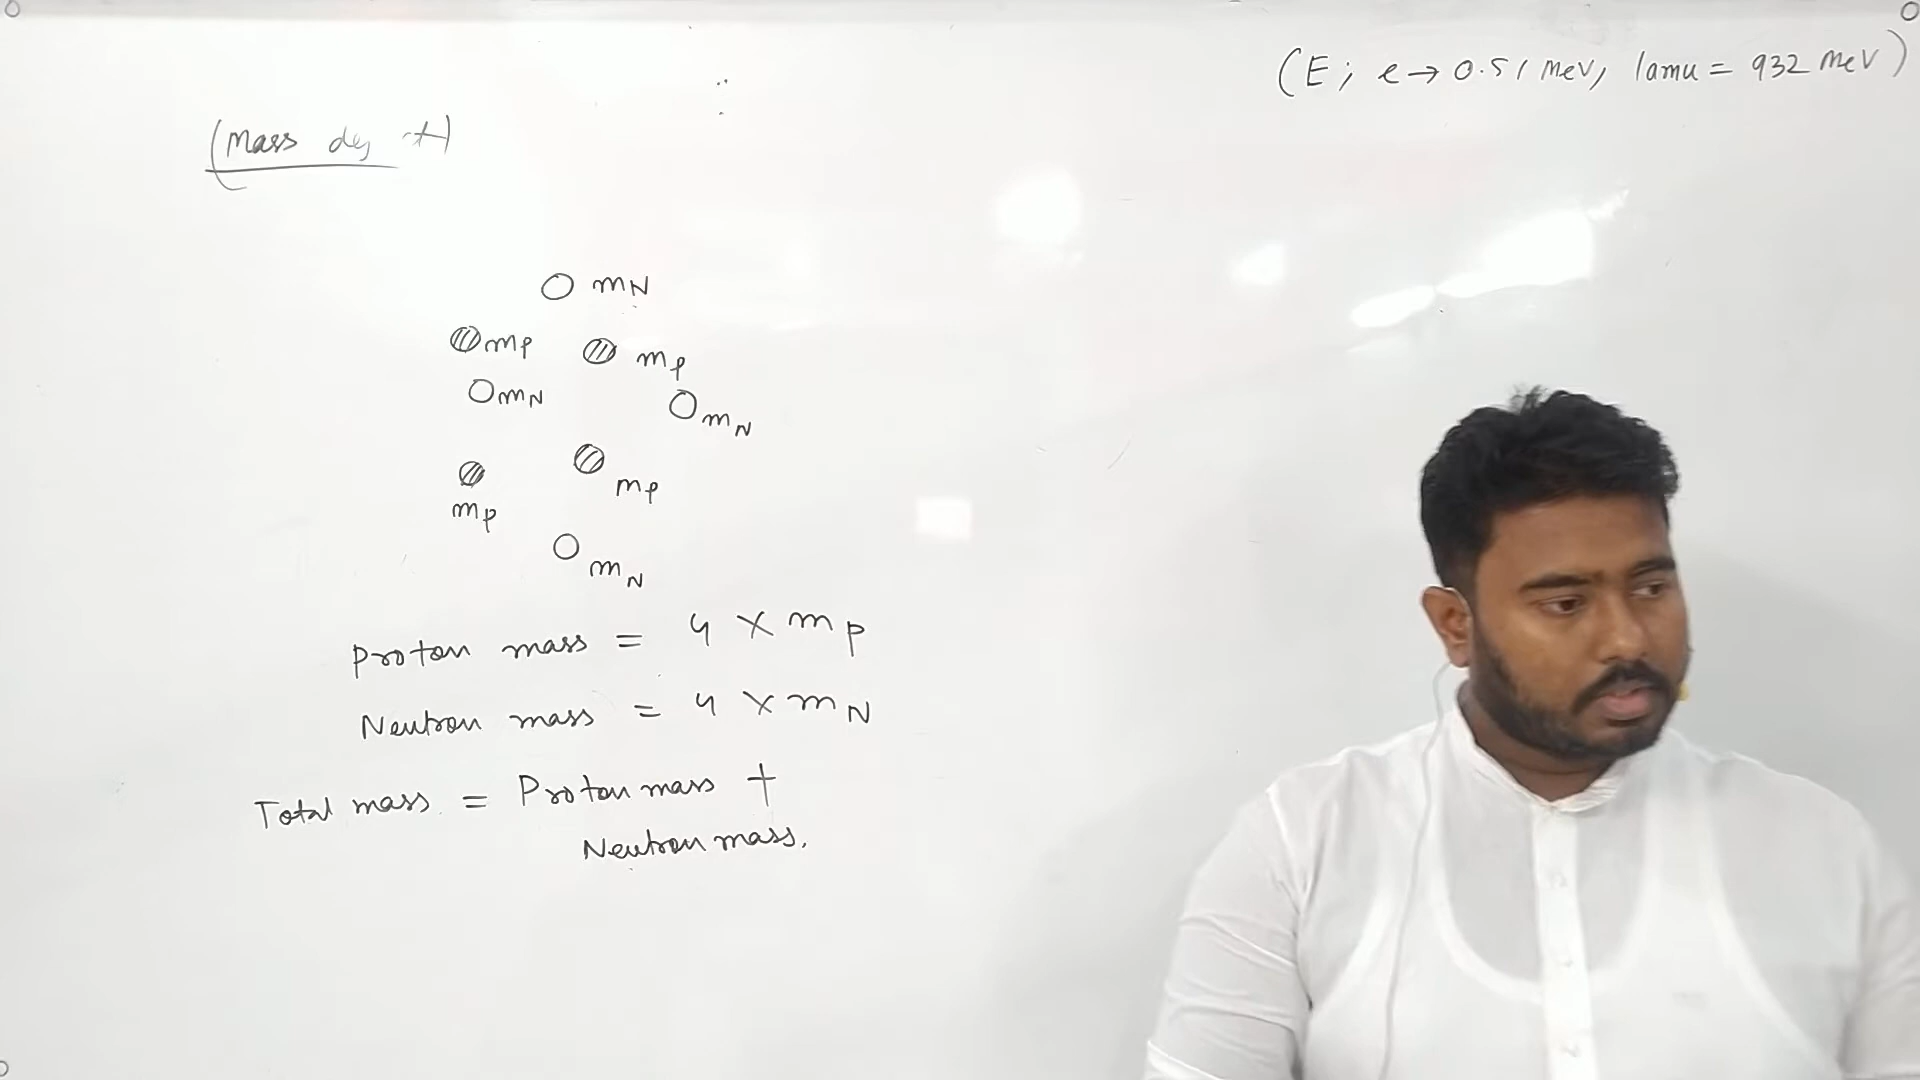 (E; e → 0.51 MeV, 1amu = 932 MeV)
(Mass
mN
mp mp
mN mN
mp
mp
mN
Proton mass = 4 × mp
Neutron mass = 4 × mN
Total mass = Proton mass +
Neutron mass.